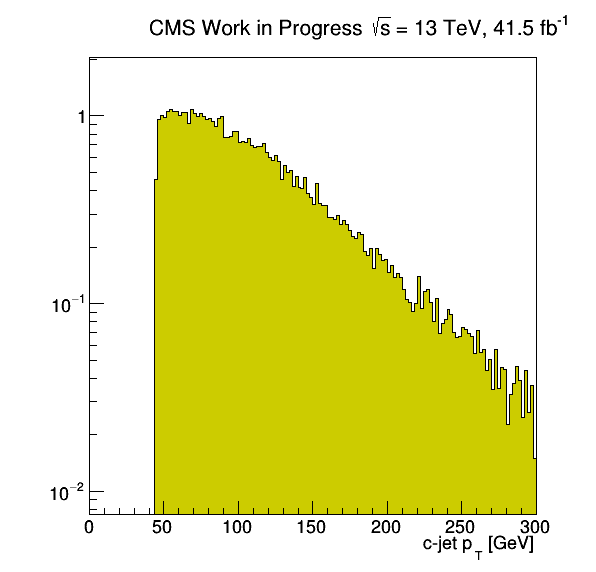 CMS Work in Progress √s = 13 TeV, 41.5 fb⁻¹
1
10⁻¹
10⁻²
0 50 100 150 200 250 300
c-jet p_T [GeV]